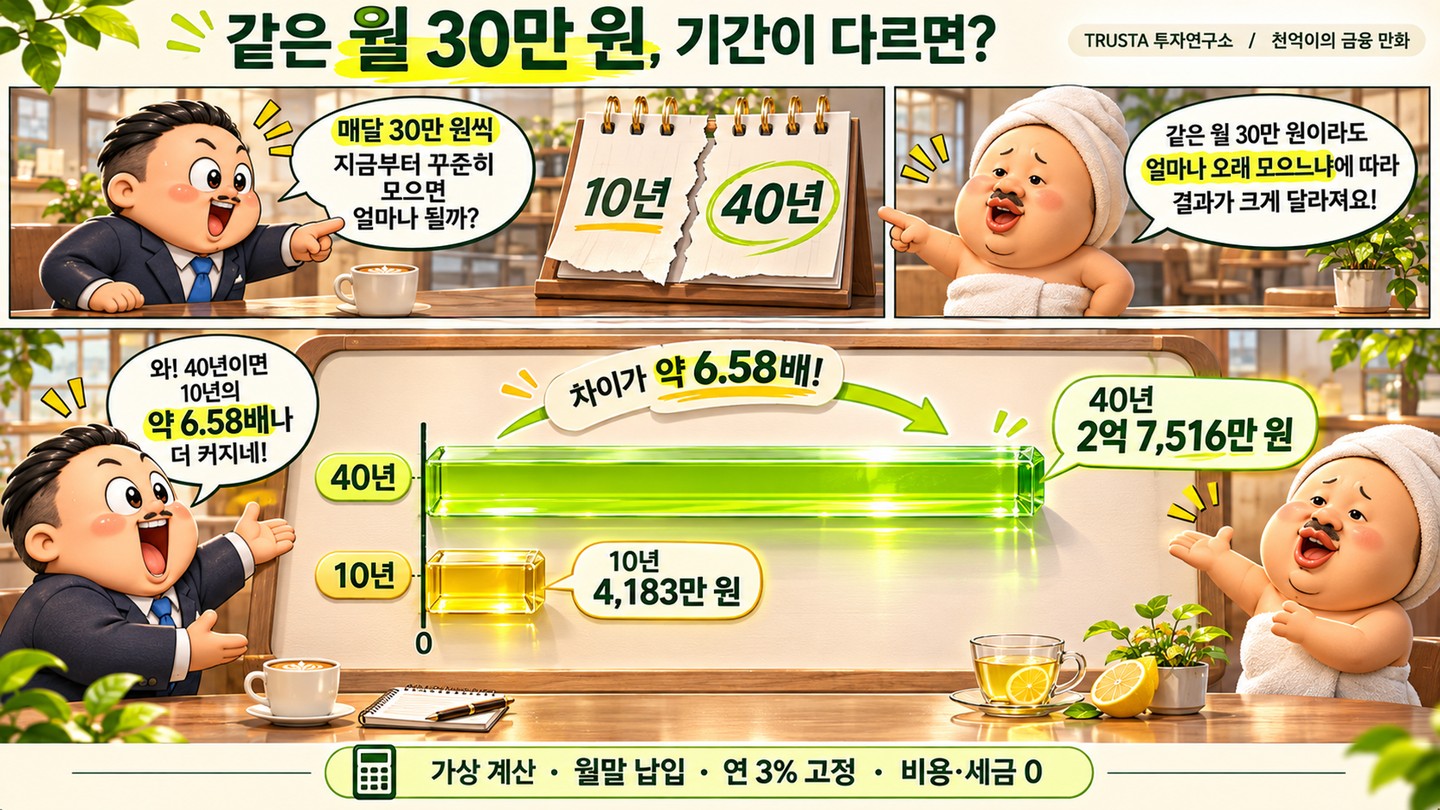 같은 월 30만 원, 기간이 다르면?
TRUSTA 투자연구소 / 천억이의 금융 만화
매달 30만 원씩
지금부터 꾸준히
모으면
얼마나 될까?
10년
40년
같은 월 30만 원이라도
얼마나 오래 모으느냐에 따라
결과가 크게 달라져요!
와! 40년이면
10년의
약 6.58배나
더 커지네!
차이가 약 6.58배!
40년
2억 7,516만 원
40년
10년
10년
4,183만 원
0
가상 계산 · 월말 납입 · 연 3% 고정 · 비용·세금 0